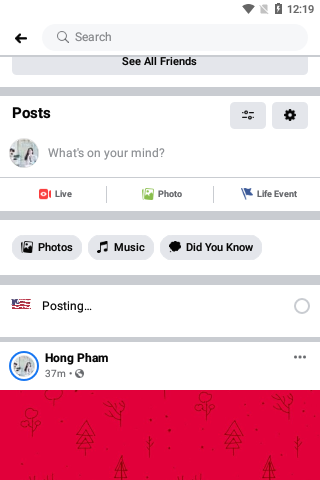 12:19
Search
See All Friends
Posts
What's on your mind?
Live
Photo
Life Event
Photos
Music
Did You Know
Posting...
Hong Pham
37m •